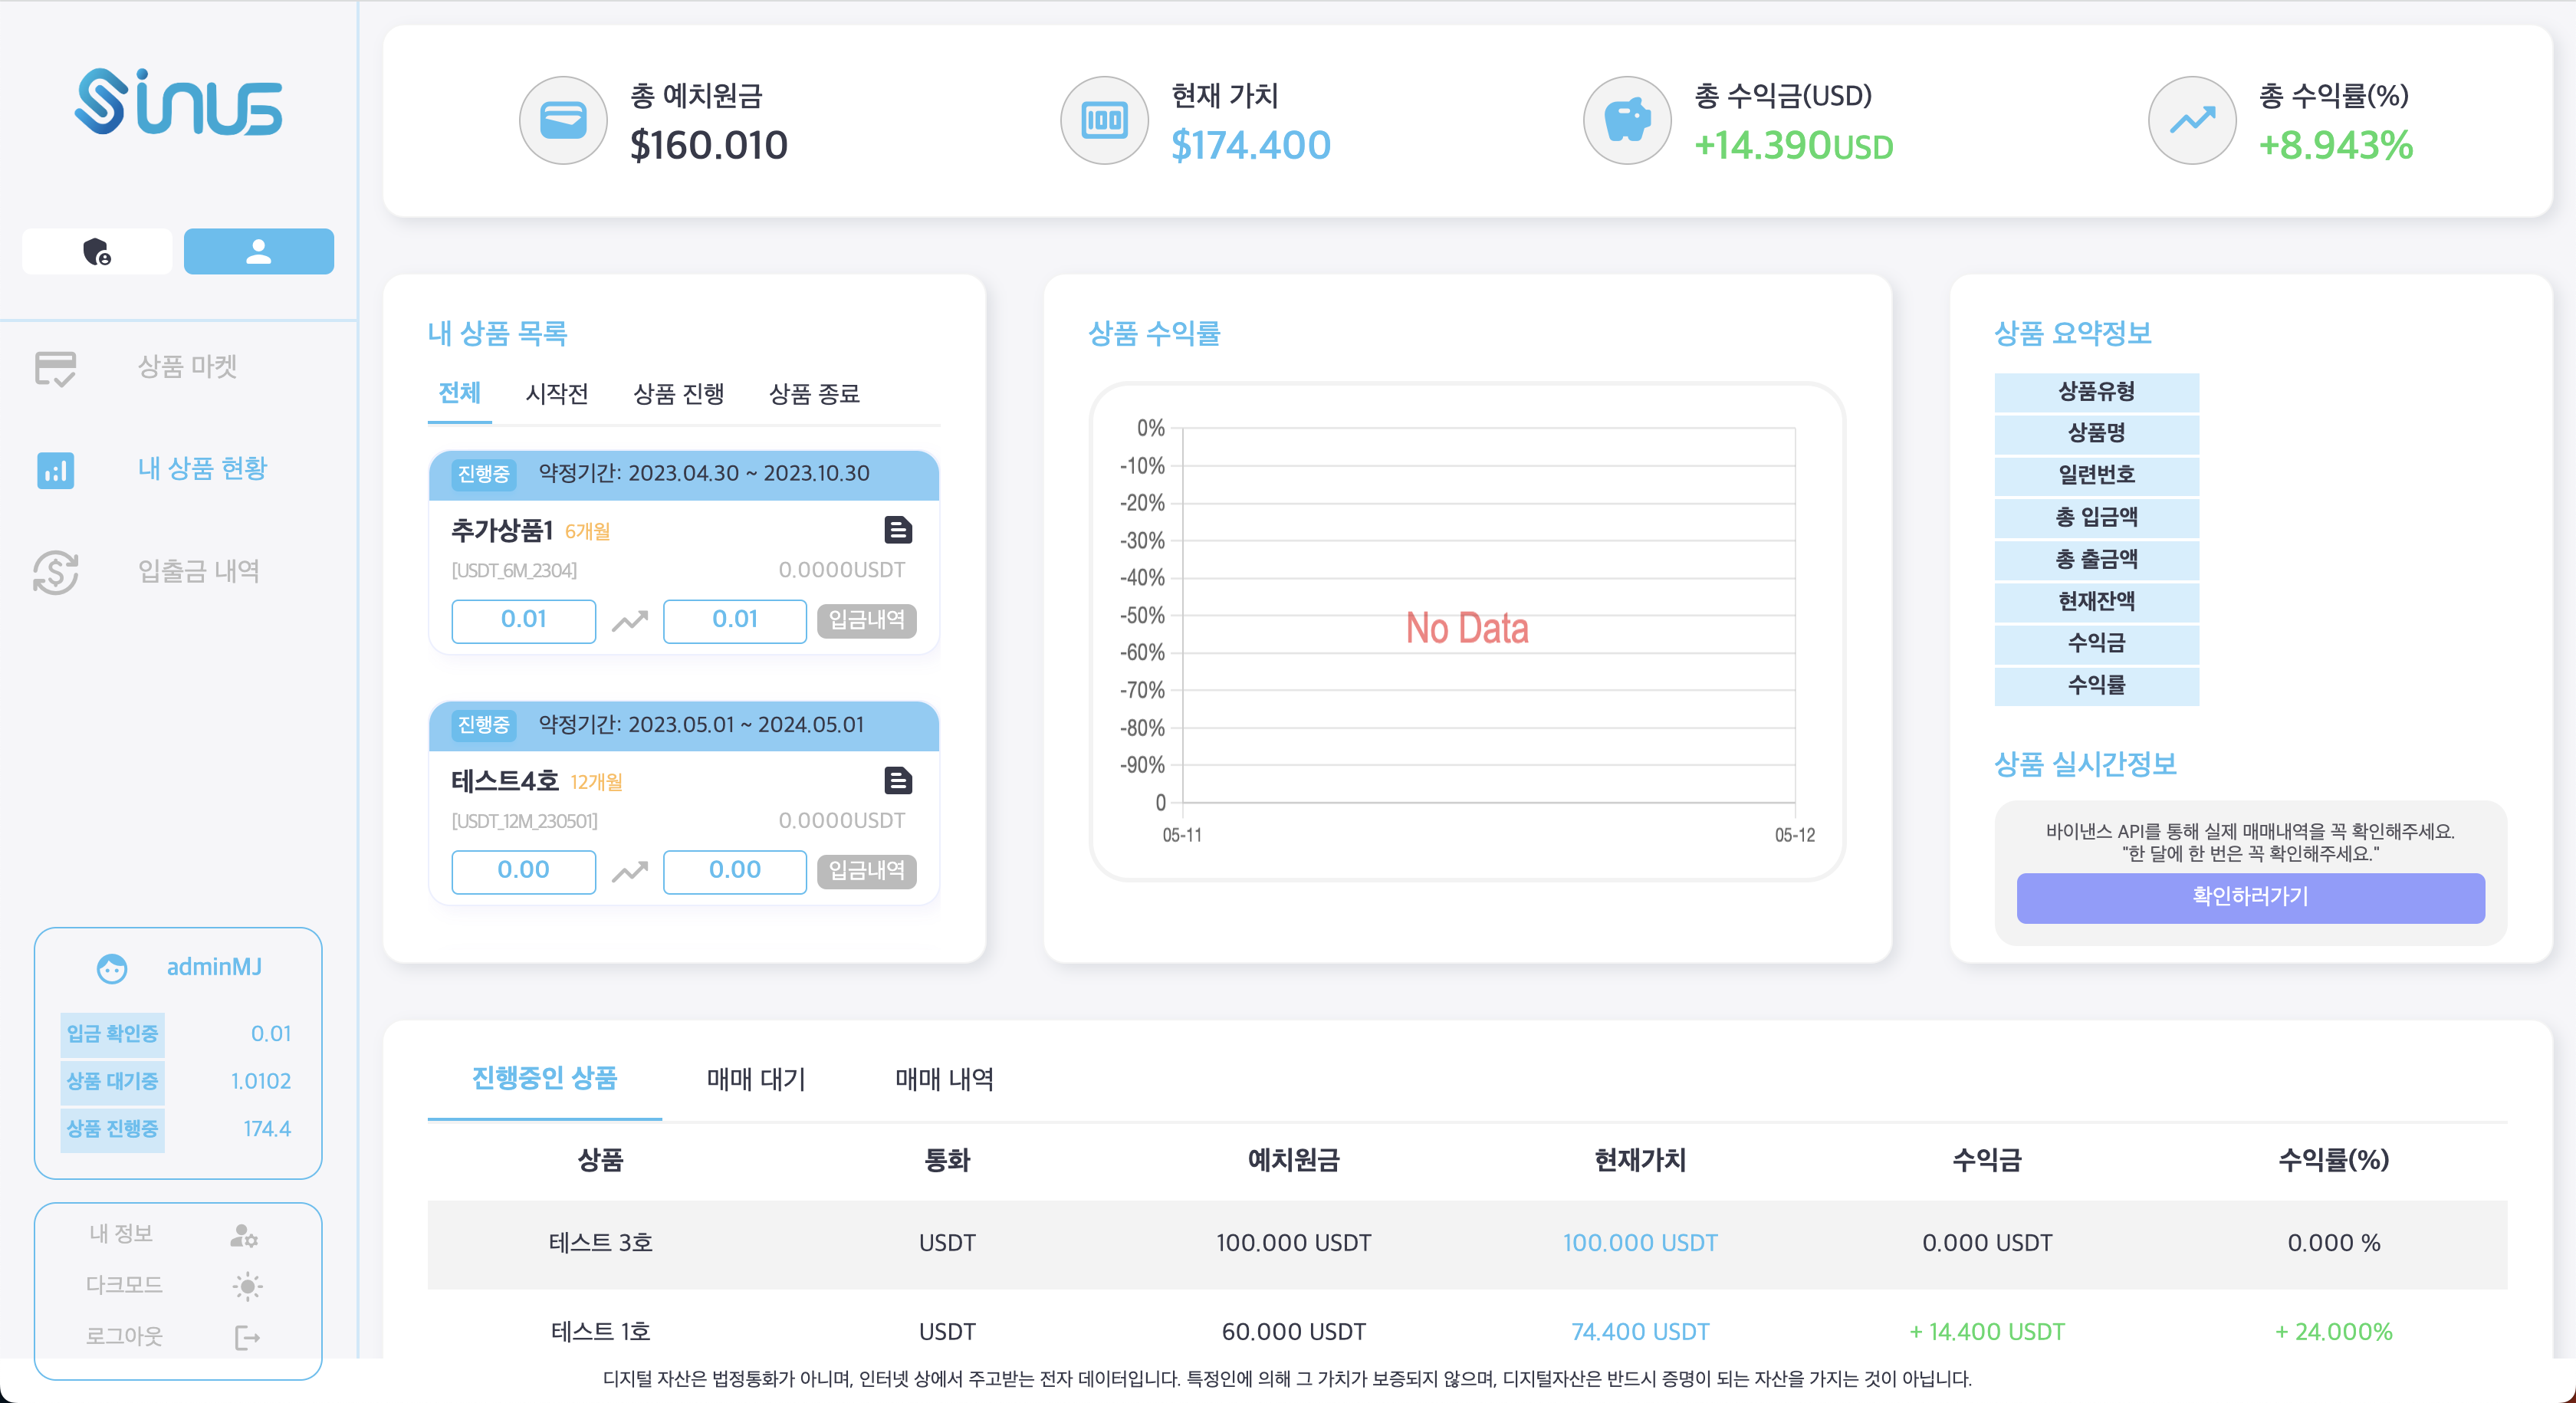 Sinus
상품 마켓
내 상품 현황
입출금 내역
adminMJ
입금 확인중 0.01
상품 대기중 1.0102
상품 진행중 174.4
내 정보
다크모드
로그아웃
총 예치원금
$160.010
현재 가치
$174.400
총 수익금(USD)
+14.390USD
총 수익률(%)
+8.943%
내 상품 목록
전체 시작전 상품 진행 상품 종료
진행중 약정기간: 2023.04.30 ~ 2023.10.30
추가상품1 6개월
[USDT_6M_2304] 0.0000USDT
0.01 0.01 입금내역
진행중 약정기간: 2023.05.01 ~ 2024.05.01
테스트4호 12개월
[USDT_12M_230501] 0.0000USDT
0.00 0.00 입금내역
상품 수익률
0%
-10%
-20%
-30%
-40%
-50%
-60%
-70%
-80%
-90%
0
No Data
05-11 05-12
상품 요약정보
상품유형
상품명
일련번호
총 입금액
총 출금액
현재잔액
수익금
수익률
상품 실시간정보
바이낸스 API를 통해 실제 매매내역을 꼭 확인해주세요.
"한 달에 한 번은 꼭 확인해주세요."
확인하러가기
진행중인 상품 매매 대기 매매 내역
상품 통화 예치원금 현재가치 수익금 수익률(%)
테스트 3호 USDT 100.000 USDT 100.000 USDT 0.000 USDT 0.000 %
테스트 1호 USDT 60.000 USDT 74.400 USDT + 14.400 USDT + 24.000%
디지털 자산은 법정통화가 아니며, 인터넷 상에서 주고받는 전자 데이터입니다. 특정인에 의해 그 가치가 보증되지 않으며, 디지털자산은 반드시 증명이 되는 자산을 가지는 것이 아닙니다.